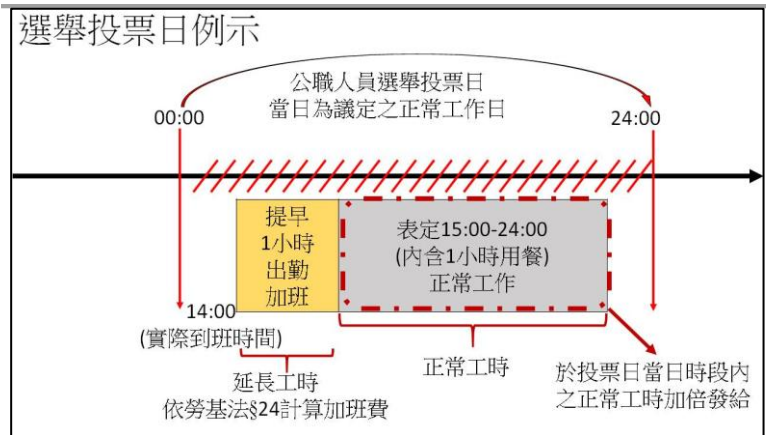 選舉投票日例示
公職人員選舉投票日
當日為議定之正常工作日
00:00
24:00
提早
1小時
出勤
加班
表定15:00-24:00
(內含1小時用餐)
正常工作
14:00
(實際到班時間)
延長工時
依勞基法§24計算加班費
正常工時
於投票日當日時段內
之正常工時加倍發給